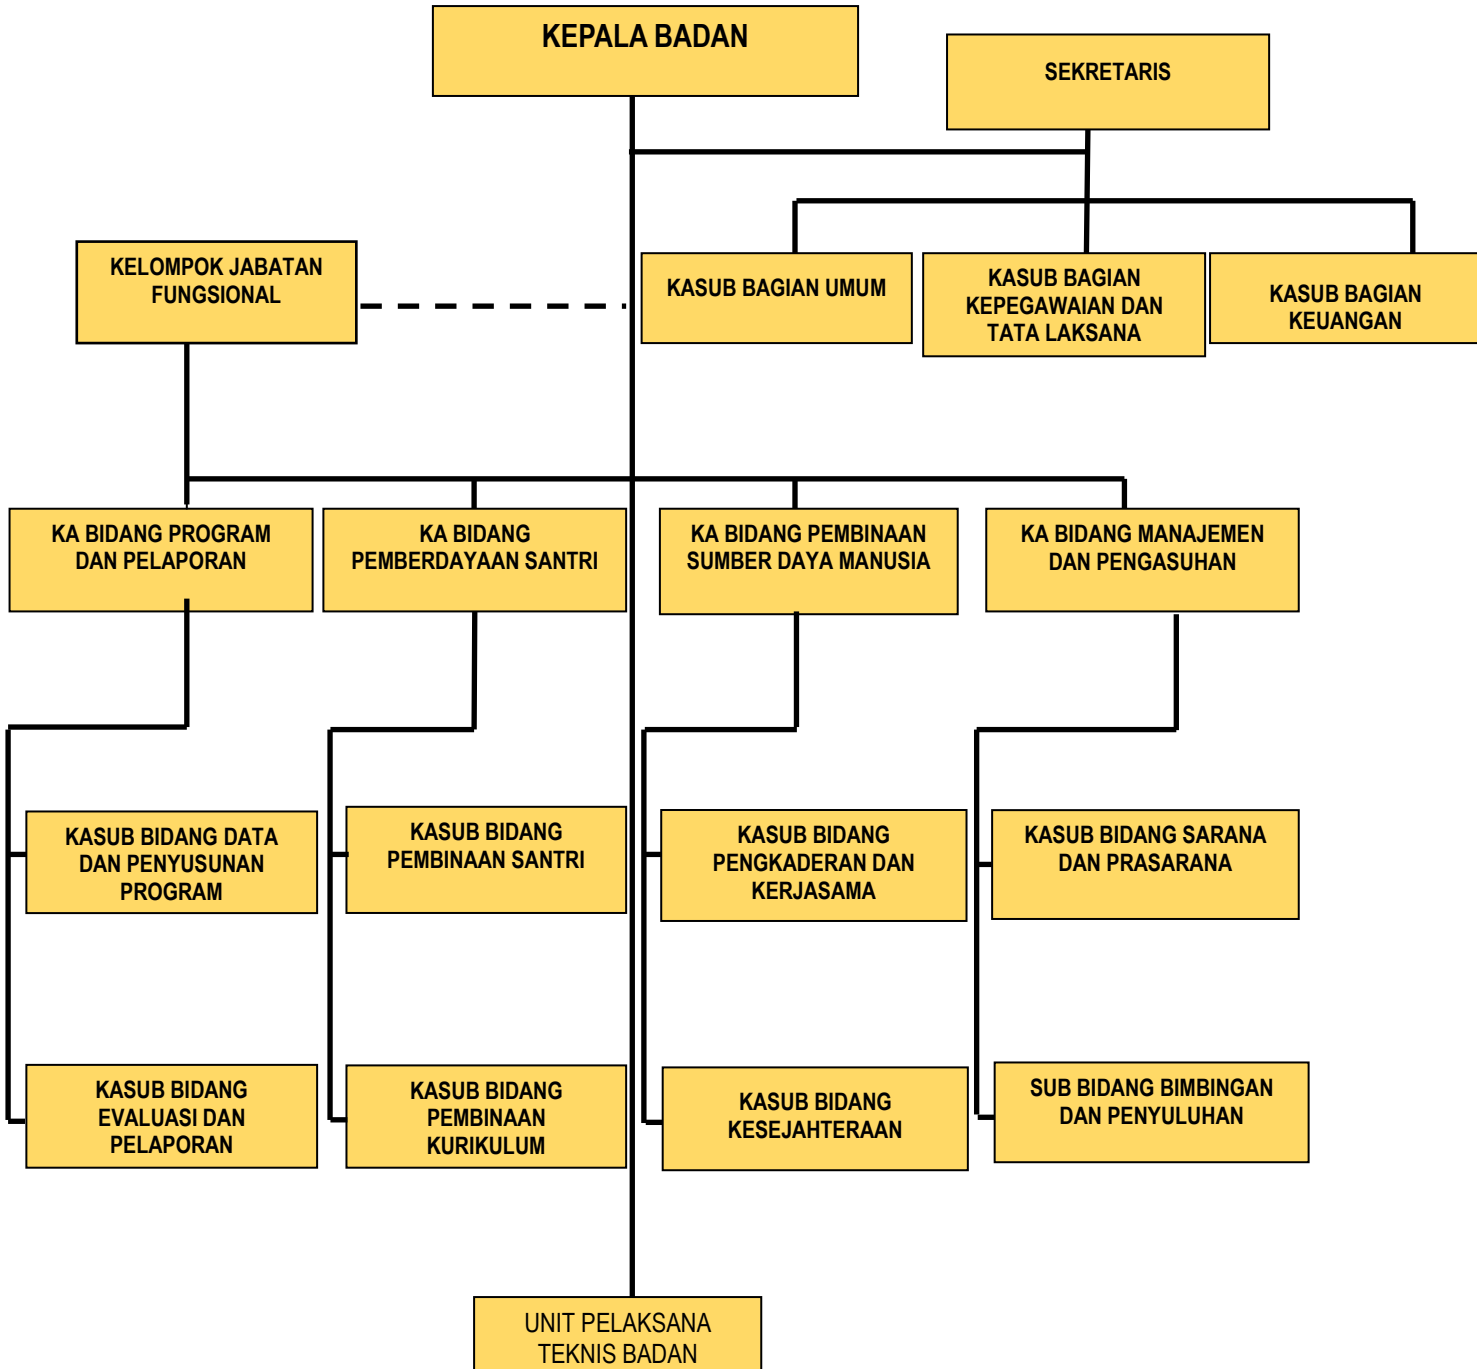 KEPALA BADAN
SEKRETARIS
KELOMPOK JABATAN
FUNGSIONAL
KASUB BAGIAN UMUM
KASUB BAGIAN
KEPEGAWAIAN DAN
TATA LAKSANA
KASUB BAGIAN
KEUANGAN
KA BIDANG PROGRAM
DAN PELAPORAN
KA BIDANG
PEMBERDAYAAN SANTRI
KA BIDANG PEMBINAAN
SUMBER DAYA MANUSIA
KA BIDANG MANAJEMEN
DAN PENGASUHAN
KASUB BIDANG DATA
DAN PENYUSUNAN
PROGRAM
KASUB BIDANG
PEMBINAAN SANTRI
KASUB BIDANG
PENGKADERAN DAN
KERJASAMA
KASUB BIDANG SARANA
DAN PRASARANA
KASUB BIDANG
EVALUASI DAN
PELAPORAN
KASUB BIDANG
PEMBINAAN
KURIKULUM
KASUB BIDANG
KESEJAHTERAAN
SUB BIDANG BIMBINGAN
DAN PENYULUHAN
UNIT PELAKSANA
TEKNIS BADAN